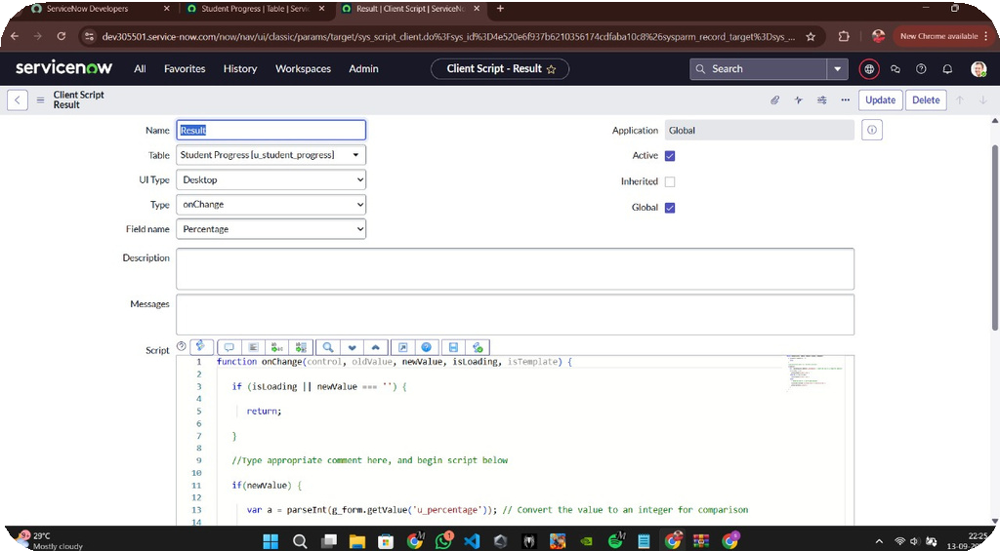 ServiceNow Developers
Student Progress | Table | Servic
Result | Client Script | ServiceN
dev305501.service-now.com/now/nav/ui/classic/params/target/sys_script_client.do%3Fsys_id%3D4e520e6f937b6210356174cdfaba10c8%26sysparm_record_target%3Dsys_...
New Chrome available
servicenow
All Favorites History Workspaces Admin
Client Script - Result
Search
Client Script
Result
Update Delete
Name Result
Application Global
Table Student Progress [u_student_progress]
Active
UI Type Desktop
Inherited
Type onChange
Global
Field name Percentage
Description
Messages
Script
1 function onChange(control, oldValue, newValue, isLoading, isTemplate) {
2
3 if (isLoading || newValue === '') {
4
5 return;
6
7 }
8
9 //Type appropriate comment here, and begin script below
10
11 if(newValue) {
12
13 var a = parseInt(g_form.getValue('u_percentage')); // Convert the value to an integer for comparison
14
29°C
Mostly cloudy
22:25
13-09-20